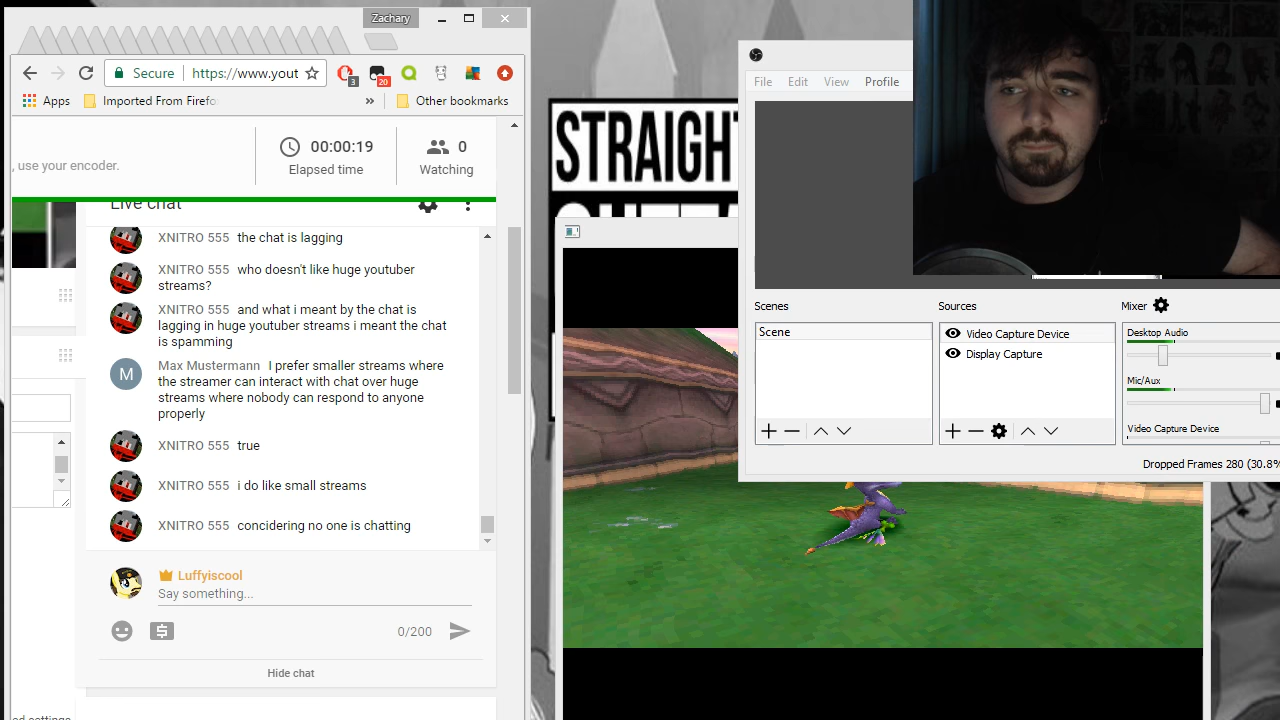 Zachary
Secure
https://www.yout
3
20
Apps
Imported From Firefo
»
Other bookmarks
, use your encoder.
00:00:19
Elapsed time
0
Watching
Live chat
XNITRO 555 the chat is lagging
XNITRO 555 who doesn't like huge youtuber
streams?
XNITRO 555 and what i meant by the chat is
lagging in huge youtuber streams i meant the chat
is spamming
M
Max Mustermann I prefer smaller streams where
the streamer can interact with chat over huge
streams where nobody can respond to anyone
properly
XNITRO 555 true
XNITRO 555 i do like small streams
XNITRO 555 concidering no one is chatting
Luffyiscool
Say something...
0/200
Hide chat
ed settings
STRAIGHT
File Edit View Profile
Scenes
Scene
Sources
Video Capture Device
Display Capture
Mixer
Desktop Audio
Mic/Aux
Video Capture Device
Dropped Frames 280 (30.8%